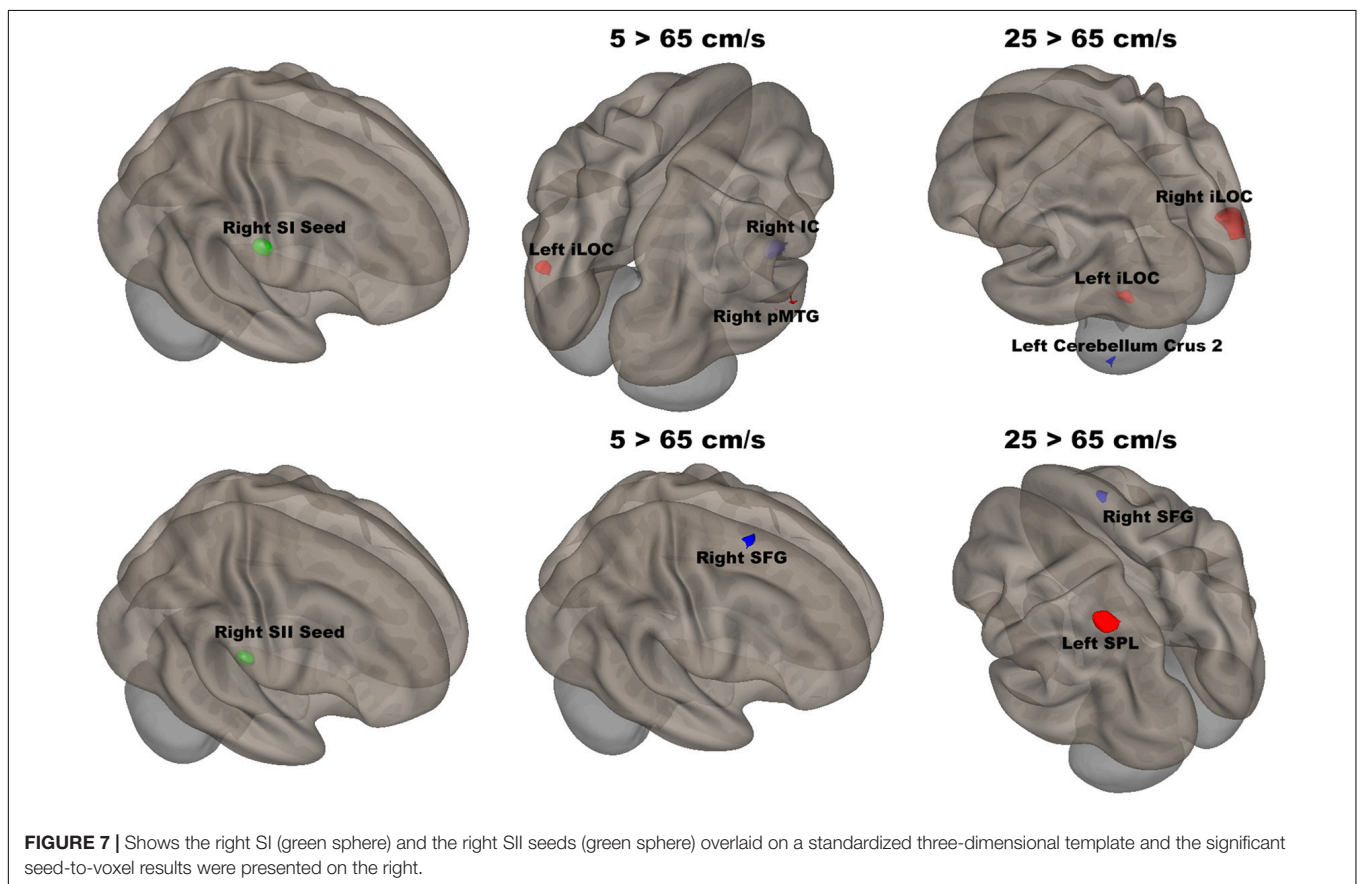 5 > 65 cm/s
25 > 65 cm/s
Right SI Seed
Left iLOC
Right IC
Right pMTG
Right iLOC
Left iLOC
Left Cerebellum Crus 2
5 > 65 cm/s
25 > 65 cm/s
Right SII Seed
Right SFG
Right SFG
Left SPL
FIGURE 7 | Shows the right SI (green sphere) and the right SII seeds (green sphere) overlaid on a standardized three-dimensional template and the significant
seed-to-voxel results were presented on the right.